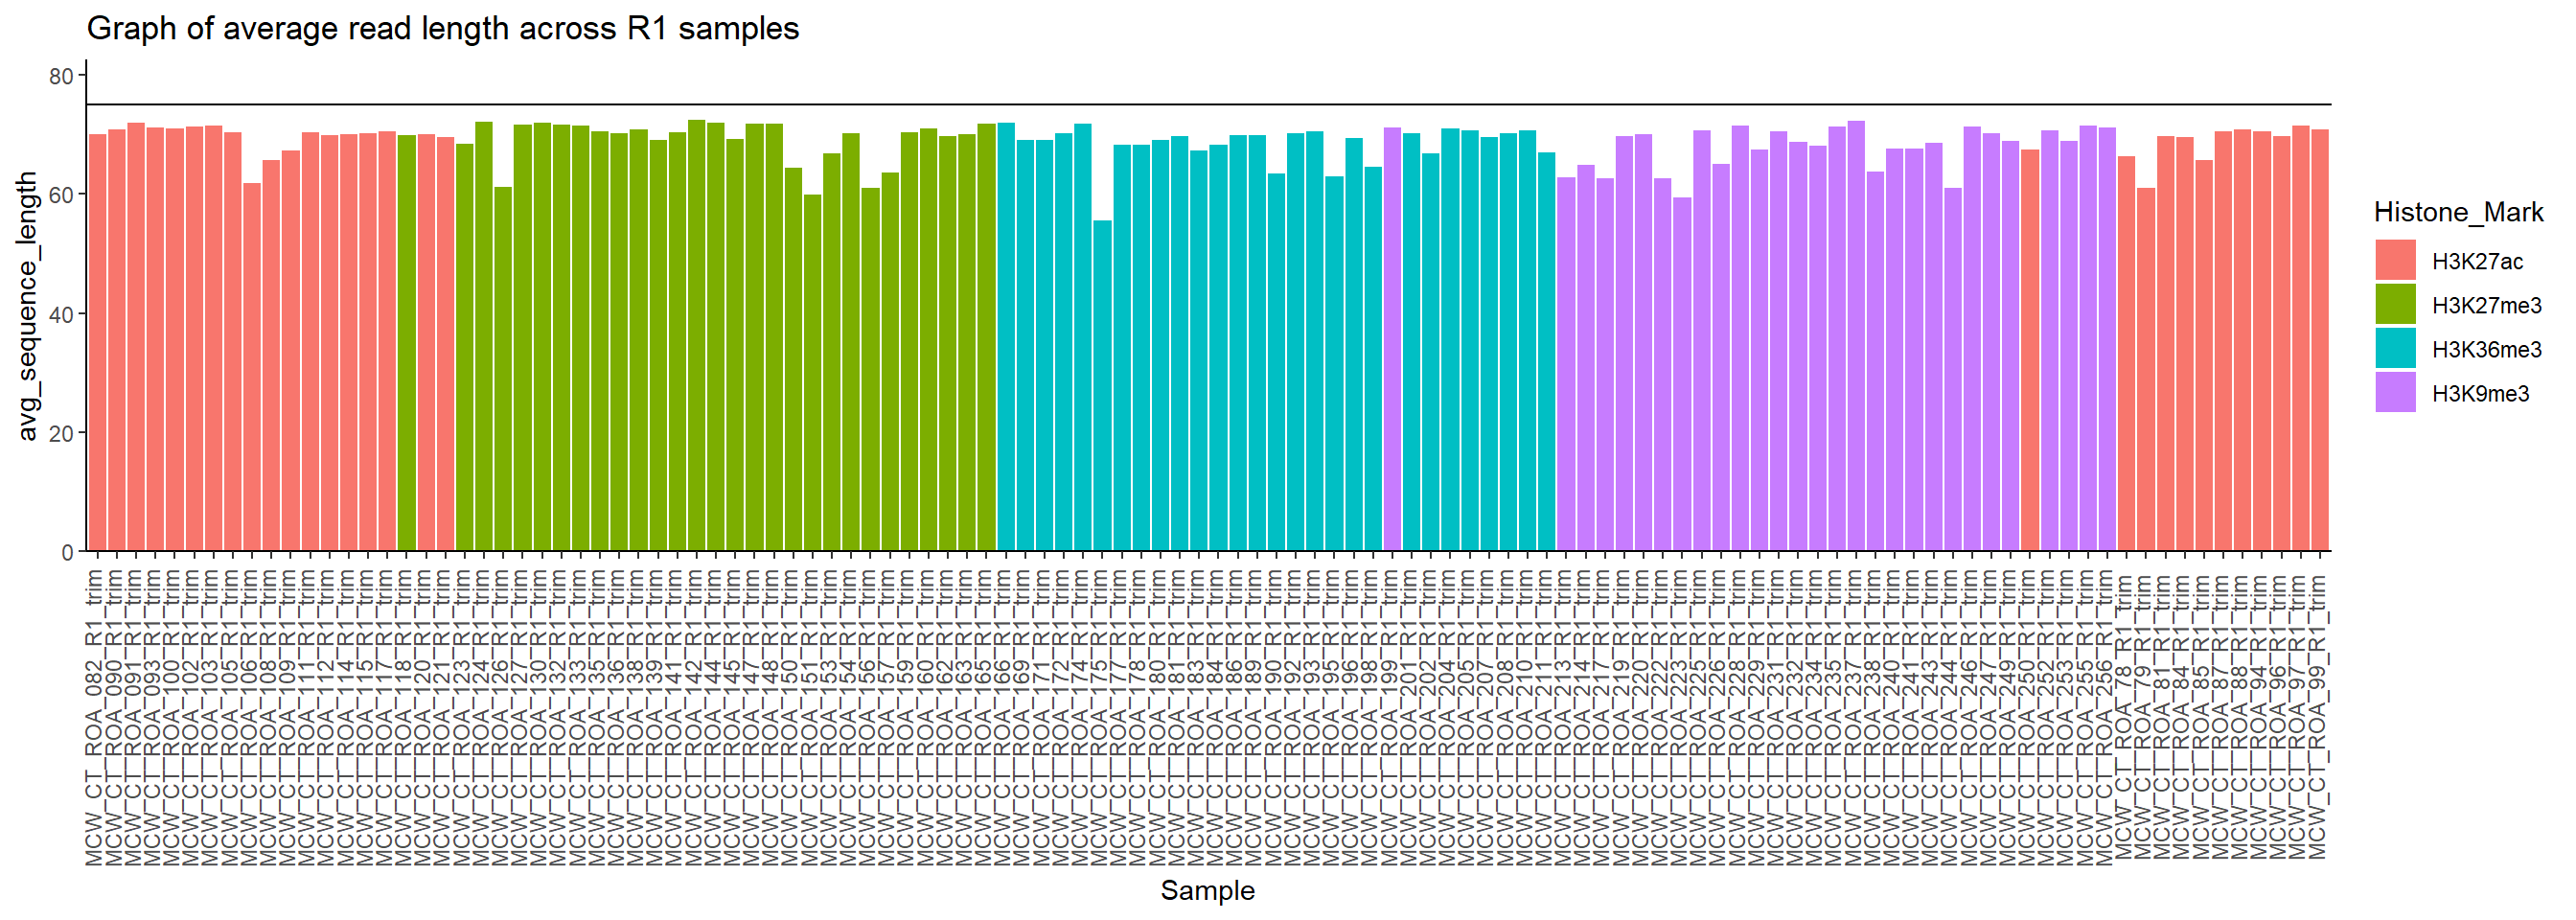 Graph of average read length across R1 samples
avg_sequence_length
80
60
40
20
0
MCW_CT_ROA_082_R1_trim
MCW_CT_ROA_090_R1_trim
MCW_CT_ROA_091_R1_trim
MCW_CT_ROA_093_R1_trim
MCW_CT_ROA_100_R1_trim
MCW_CT_ROA_102_R1_trim
MCW_CT_ROA_103_R1_trim
MCW_CT_ROA_105_R1_trim
MCW_CT_ROA_106_R1_trim
MCW_CT_ROA_108_R1_trim
MCW_CT_ROA_109_R1_trim
MCW_CT_ROA_111_R1_trim
MCW_CT_ROA_112_R1_trim
MCW_CT_ROA_114_R1_trim
MCW_CT_ROA_115_R1_trim
MCW_CT_ROA_117_R1_trim
MCW_CT_ROA_118_R1_trim
MCW_CT_ROA_120_R1_trim
MCW_CT_ROA_121_R1_trim
MCW_CT_ROA_123_R1_trim
MCW_CT_ROA_124_R1_trim
MCW_CT_ROA_126_R1_trim
MCW_CT_ROA_127_R1_trim
MCW_CT_ROA_130_R1_trim
MCW_CT_ROA_132_R1_trim
MCW_CT_ROA_133_R1_trim
MCW_CT_ROA_135_R1_trim
MCW_CT_ROA_136_R1_trim
MCW_CT_ROA_138_R1_trim
MCW_CT_ROA_139_R1_trim
MCW_CT_ROA_141_R1_trim
MCW_CT_ROA_142_R1_trim
MCW_CT_ROA_144_R1_trim
MCW_CT_ROA_145_R1_trim
MCW_CT_ROA_147_R1_trim
MCW_CT_ROA_148_R1_trim
MCW_CT_ROA_150_R1_trim
MCW_CT_ROA_151_R1_trim
MCW_CT_ROA_153_R1_trim
MCW_CT_ROA_154_R1_trim
MCW_CT_ROA_156_R1_trim
MCW_CT_ROA_157_R1_trim
MCW_CT_ROA_159_R1_trim
MCW_CT_ROA_160_R1_trim
MCW_CT_ROA_162_R1_trim
MCW_CT_ROA_163_R1_trim
MCW_CT_ROA_165_R1_trim
MCW_CT_ROA_166_R1_trim
MCW_CT_ROA_169_R1_trim
MCW_CT_ROA_171_R1_trim
MCW_CT_ROA_172_R1_trim
MCW_CT_ROA_174_R1_trim
MCW_CT_ROA_175_R1_trim
MCW_CT_ROA_177_R1_trim
MCW_CT_ROA_178_R1_trim
MCW_CT_ROA_180_R1_trim
MCW_CT_ROA_181_R1_trim
MCW_CT_ROA_183_R1_trim
MCW_CT_ROA_184_R1_trim
MCW_CT_ROA_186_R1_trim
MCW_CT_ROA_189_R1_trim
MCW_CT_ROA_190_R1_trim
MCW_CT_ROA_192_R1_trim
MCW_CT_ROA_193_R1_trim
MCW_CT_ROA_195_R1_trim
MCW_CT_ROA_196_R1_trim
MCW_CT_ROA_198_R1_trim
MCW_CT_ROA_199_R1_trim
MCW_CT_ROA_201_R1_trim
MCW_CT_ROA_202_R1_trim
MCW_CT_ROA_204_R1_trim
MCW_CT_ROA_205_R1_trim
MCW_CT_ROA_207_R1_trim
MCW_CT_ROA_208_R1_trim
MCW_CT_ROA_210_R1_trim
MCW_CT_ROA_211_R1_trim
MCW_CT_ROA_213_R1_trim
MCW_CT_ROA_214_R1_trim
MCW_CT_ROA_217_R1_trim
MCW_CT_ROA_219_R1_trim
MCW_CT_ROA_220_R1_trim
MCW_CT_ROA_222_R1_trim
MCW_CT_ROA_223_R1_trim
MCW_CT_ROA_225_R1_trim
MCW_CT_ROA_226_R1_trim
MCW_CT_ROA_228_R1_trim
MCW_CT_ROA_229_R1_trim
MCW_CT_ROA_231_R1_trim
MCW_CT_ROA_232_R1_trim
MCW_CT_ROA_234_R1_trim
MCW_CT_ROA_235_R1_trim
MCW_CT_ROA_237_R1_trim
MCW_CT_ROA_238_R1_trim
MCW_CT_ROA_240_R1_trim
MCW_CT_ROA_241_R1_trim
MCW_CT_ROA_243_R1_trim
MCW_CT_ROA_244_R1_trim
MCW_CT_ROA_246_R1_trim
MCW_CT_ROA_247_R1_trim
MCW_CT_ROA_249_R1_trim
MCW_CT_ROA_250_R1_trim
MCW_CT_ROA_252_R1_trim
MCW_CT_ROA_253_R1_trim
MCW_CT_ROA_255_R1_trim
MCW_CT_ROA_256_R1_trim
MCW_CT_ROA_78_R1_trim
MCW_CT_ROA_79_R1_trim
MCW_CT_ROA_81_R1_trim
MCW_CT_ROA_84_R1_trim
MCW_CT_ROA_85_R1_trim
MCW_CT_ROA_87_R1_trim
MCW_CT_ROA_88_R1_trim
MCW_CT_ROA_94_R1_trim
MCW_CT_ROA_96_R1_trim
MCW_CT_ROA_97_R1_trim
MCW_CT_ROA_99_R1_trim
Sample
Histone_Mark
H3K27ac
H3K27me3
H3K36me3
H3K9me3